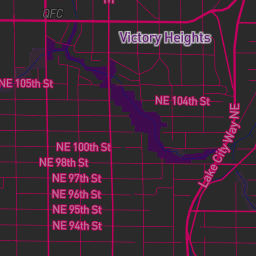 QFC
Victory Heights
NE 105th St
NE 104th St
NE 100th St
NE 98th St
NE 97th St
NE 96th St
NE 95th St
NE 94th St
Lake City Way NE